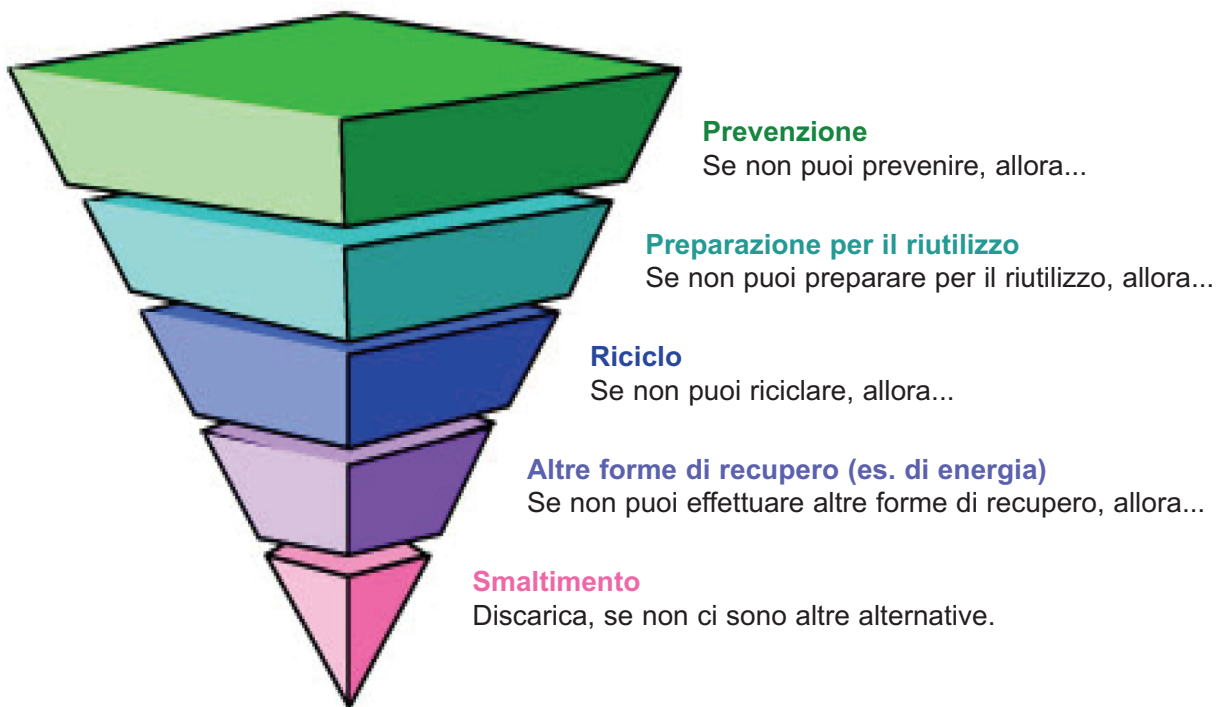 Prevenzione
Se non puoi prevenire, allora...
Preparazione per il riutilizzo
Se non puoi preparare per il riutilizzo, allora...
Riciclo
Se non puoi riciclare, allora...
Altre forme di recupero (es. di energia)
Se non puoi effettuare altre forme di recupero, allora...
Smaltimento
Discarica, se non ci sono altre alternative.